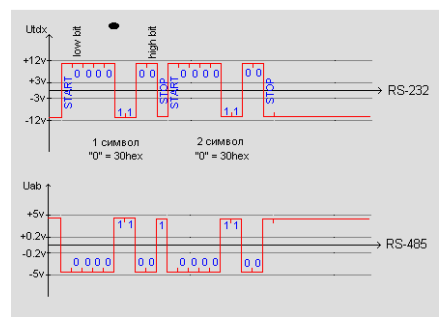 Utdx
low bit
high bit
+12v
+3v
-3v
-12v
START
0 0 0 0
1 1
0 0
STOP
START
0 0 0 0
1 1
0 0
STOP
RS-232
1 символ
"0" = 30hex
2 символ
"0" = 30hex
Uab
+5v
+0.2v
-0.2v
-5v
0 0 0 0
1 1
0 0
1
0 0 0 0
1 1
0 0
RS-485